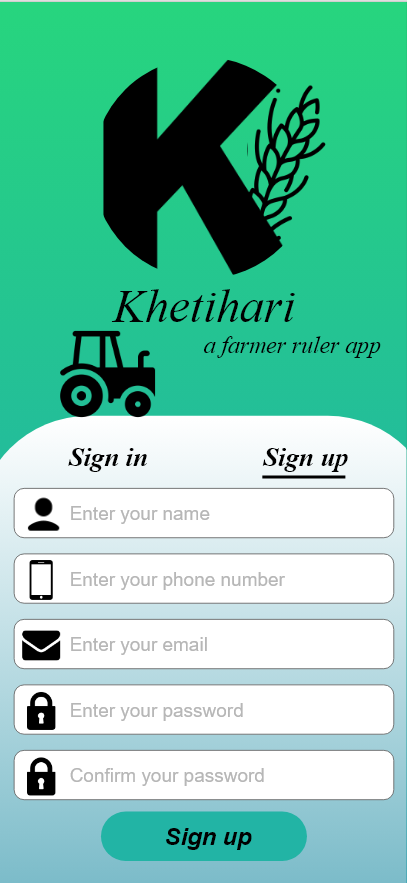 K
Khetihari
a farmer ruler app
Sign in Sign up
Enter your name
Enter your phone number
Enter your email
Enter your password
Confirm your password
Sign up